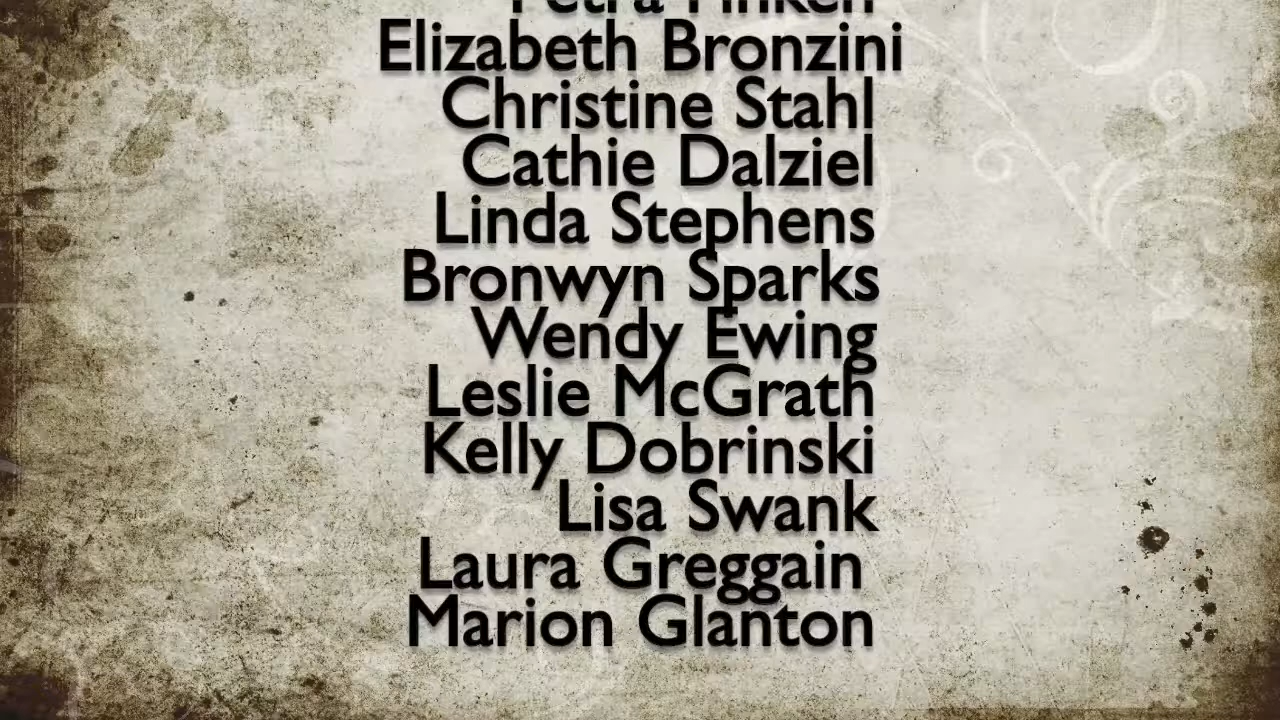 Petra
Elizabeth Bronzini
Christine Stahl
Cathie Dalziel
Linda Stephens
Bronwyn Sparks
Wendy Ewing
Leslie McGrath
Kelly Dobrinski
Lisa Swank
Laura Greggain
Marion Glanton